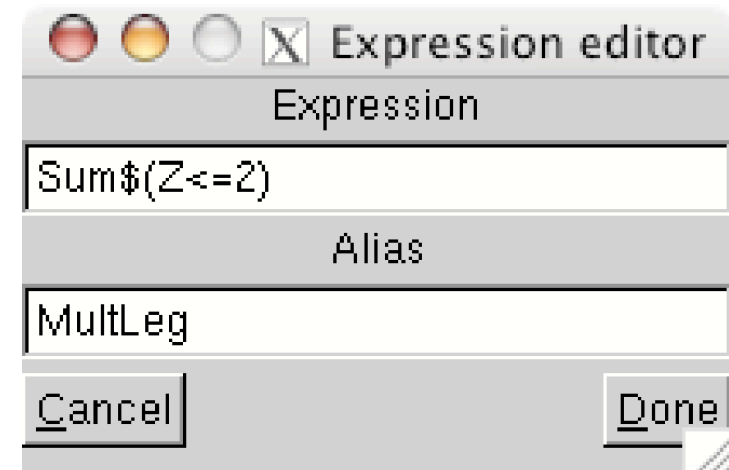 X Expression editor
Expression
Sum$(Z<=2)
Alias
MultLeg
Cancel Done